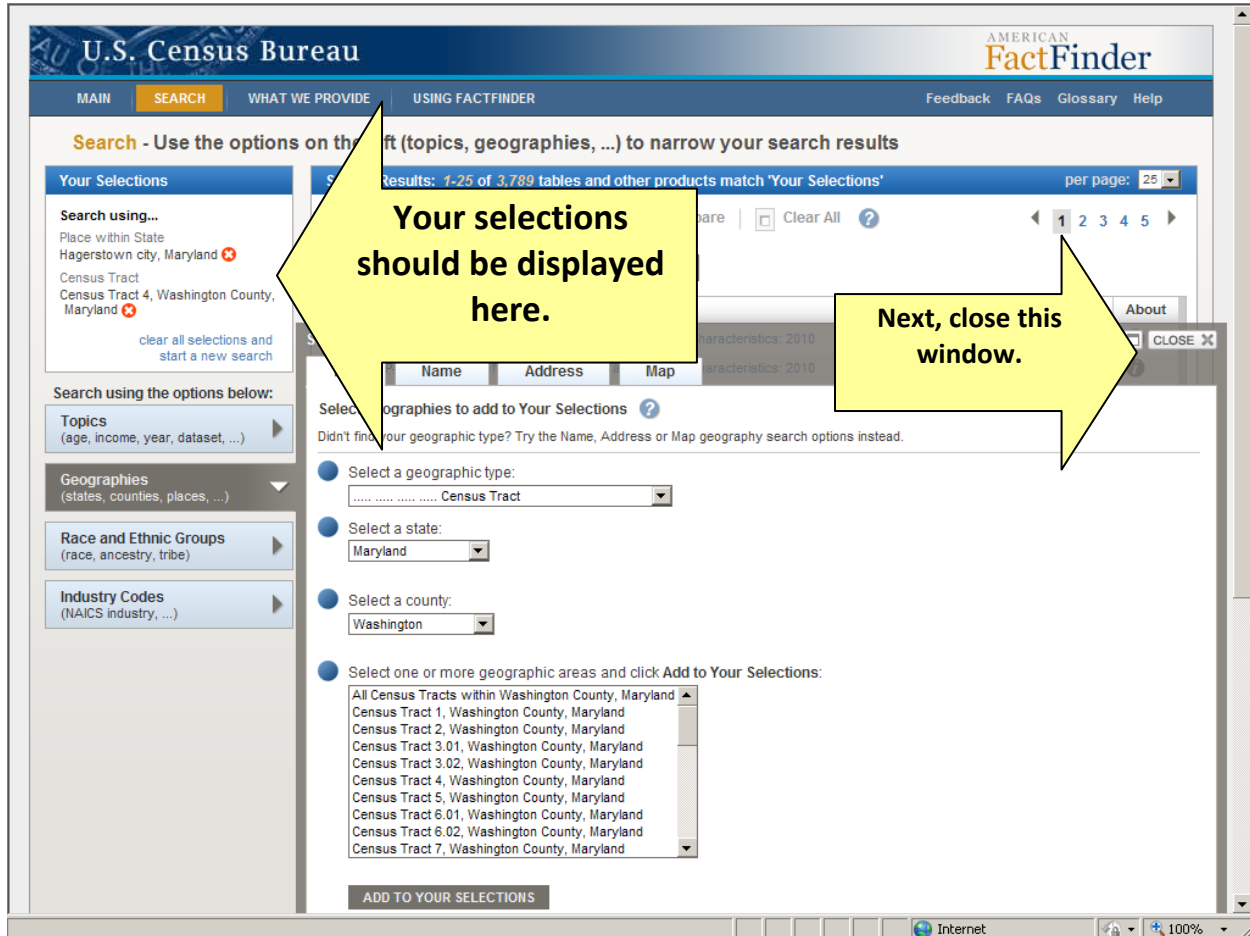 U.S. Census Bureau
AMERICAN
FactFinder
MAIN SEARCH WHAT WE PROVIDE USING FACTFINDER Feedback FAQs Glossary Help
Search - Use the options on the ft (topics, geographies, ...) to narrow your search results
Your Selections
Search using...
Place within State
Hagerstown city, Maryland
Census Tract
Census Tract 4, Washington County,
Maryland
clear all selections and
start a new search
Search using the options below:
Topics
(age, income, year, dataset, ...)
Geographies
(states, counties, places, ...)
Race and Ethnic Groups
(race, ancestry, tribe)
Industry Codes
(NAICS industry, ...)
Results: 1-25 of 3,789 tables and other products match 'Your Selections' per page: 25
pare Clear All ? 1 2 3 4 5
Your selections
should be displayed
here.
Next, close this
window.
About
aracteristics: 2010
CLOSE X
aracteristics: 2010
Name Address Map
Selec ographies to add to Your Selections ?
Didn't find your geographic type? Try the Name, Address or Map geography search options instead.
Select a geographic type:
..... ..... ..... ..... Census Tract
Select a state:
Maryland
Select a county:
Washington
Select one or more geographic areas and click Add to Your Selections:
All Census Tracts within Washington County, Maryland
Census Tract 1, Washington County, Maryland
Census Tract 2, Washington County, Maryland
Census Tract 3.01, Washington County, Maryland
Census Tract 3.02, Washington County, Maryland
Census Tract 4, Washington County, Maryland
Census Tract 5, Washington County, Maryland
Census Tract 6.01, Washington County, Maryland
Census Tract 6.02, Washington County, Maryland
Census Tract 7, Washington County, Maryland
ADD TO YOUR SELECTIONS
Internet 100%